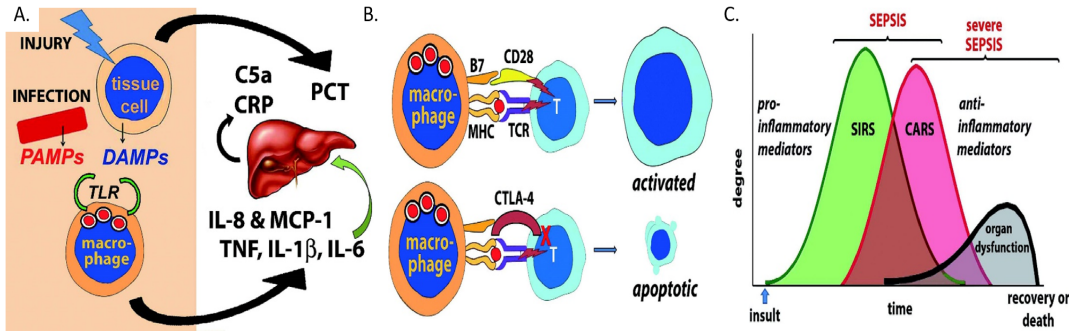 A.
INJURY
tissue
cell
INFECTION
PAMPs
DAMPs
TLR
macro-
phage
C5a
CRP
PCT
IL-8 & MCP-1
TNF, IL-1β, IL-6
B.
B7
CD28
macro-
phage
MHC
TCR
T
activated
CTLA-4
macro-
phage
X
T
apoptotic
C.
SEPSIS
severe
SEPSIS
pro-
inflammatory
mediators
SIRS
CARS
anti-
inflammatory
mediators
degree
organ
dysfunction
insult
time
recovery or
death